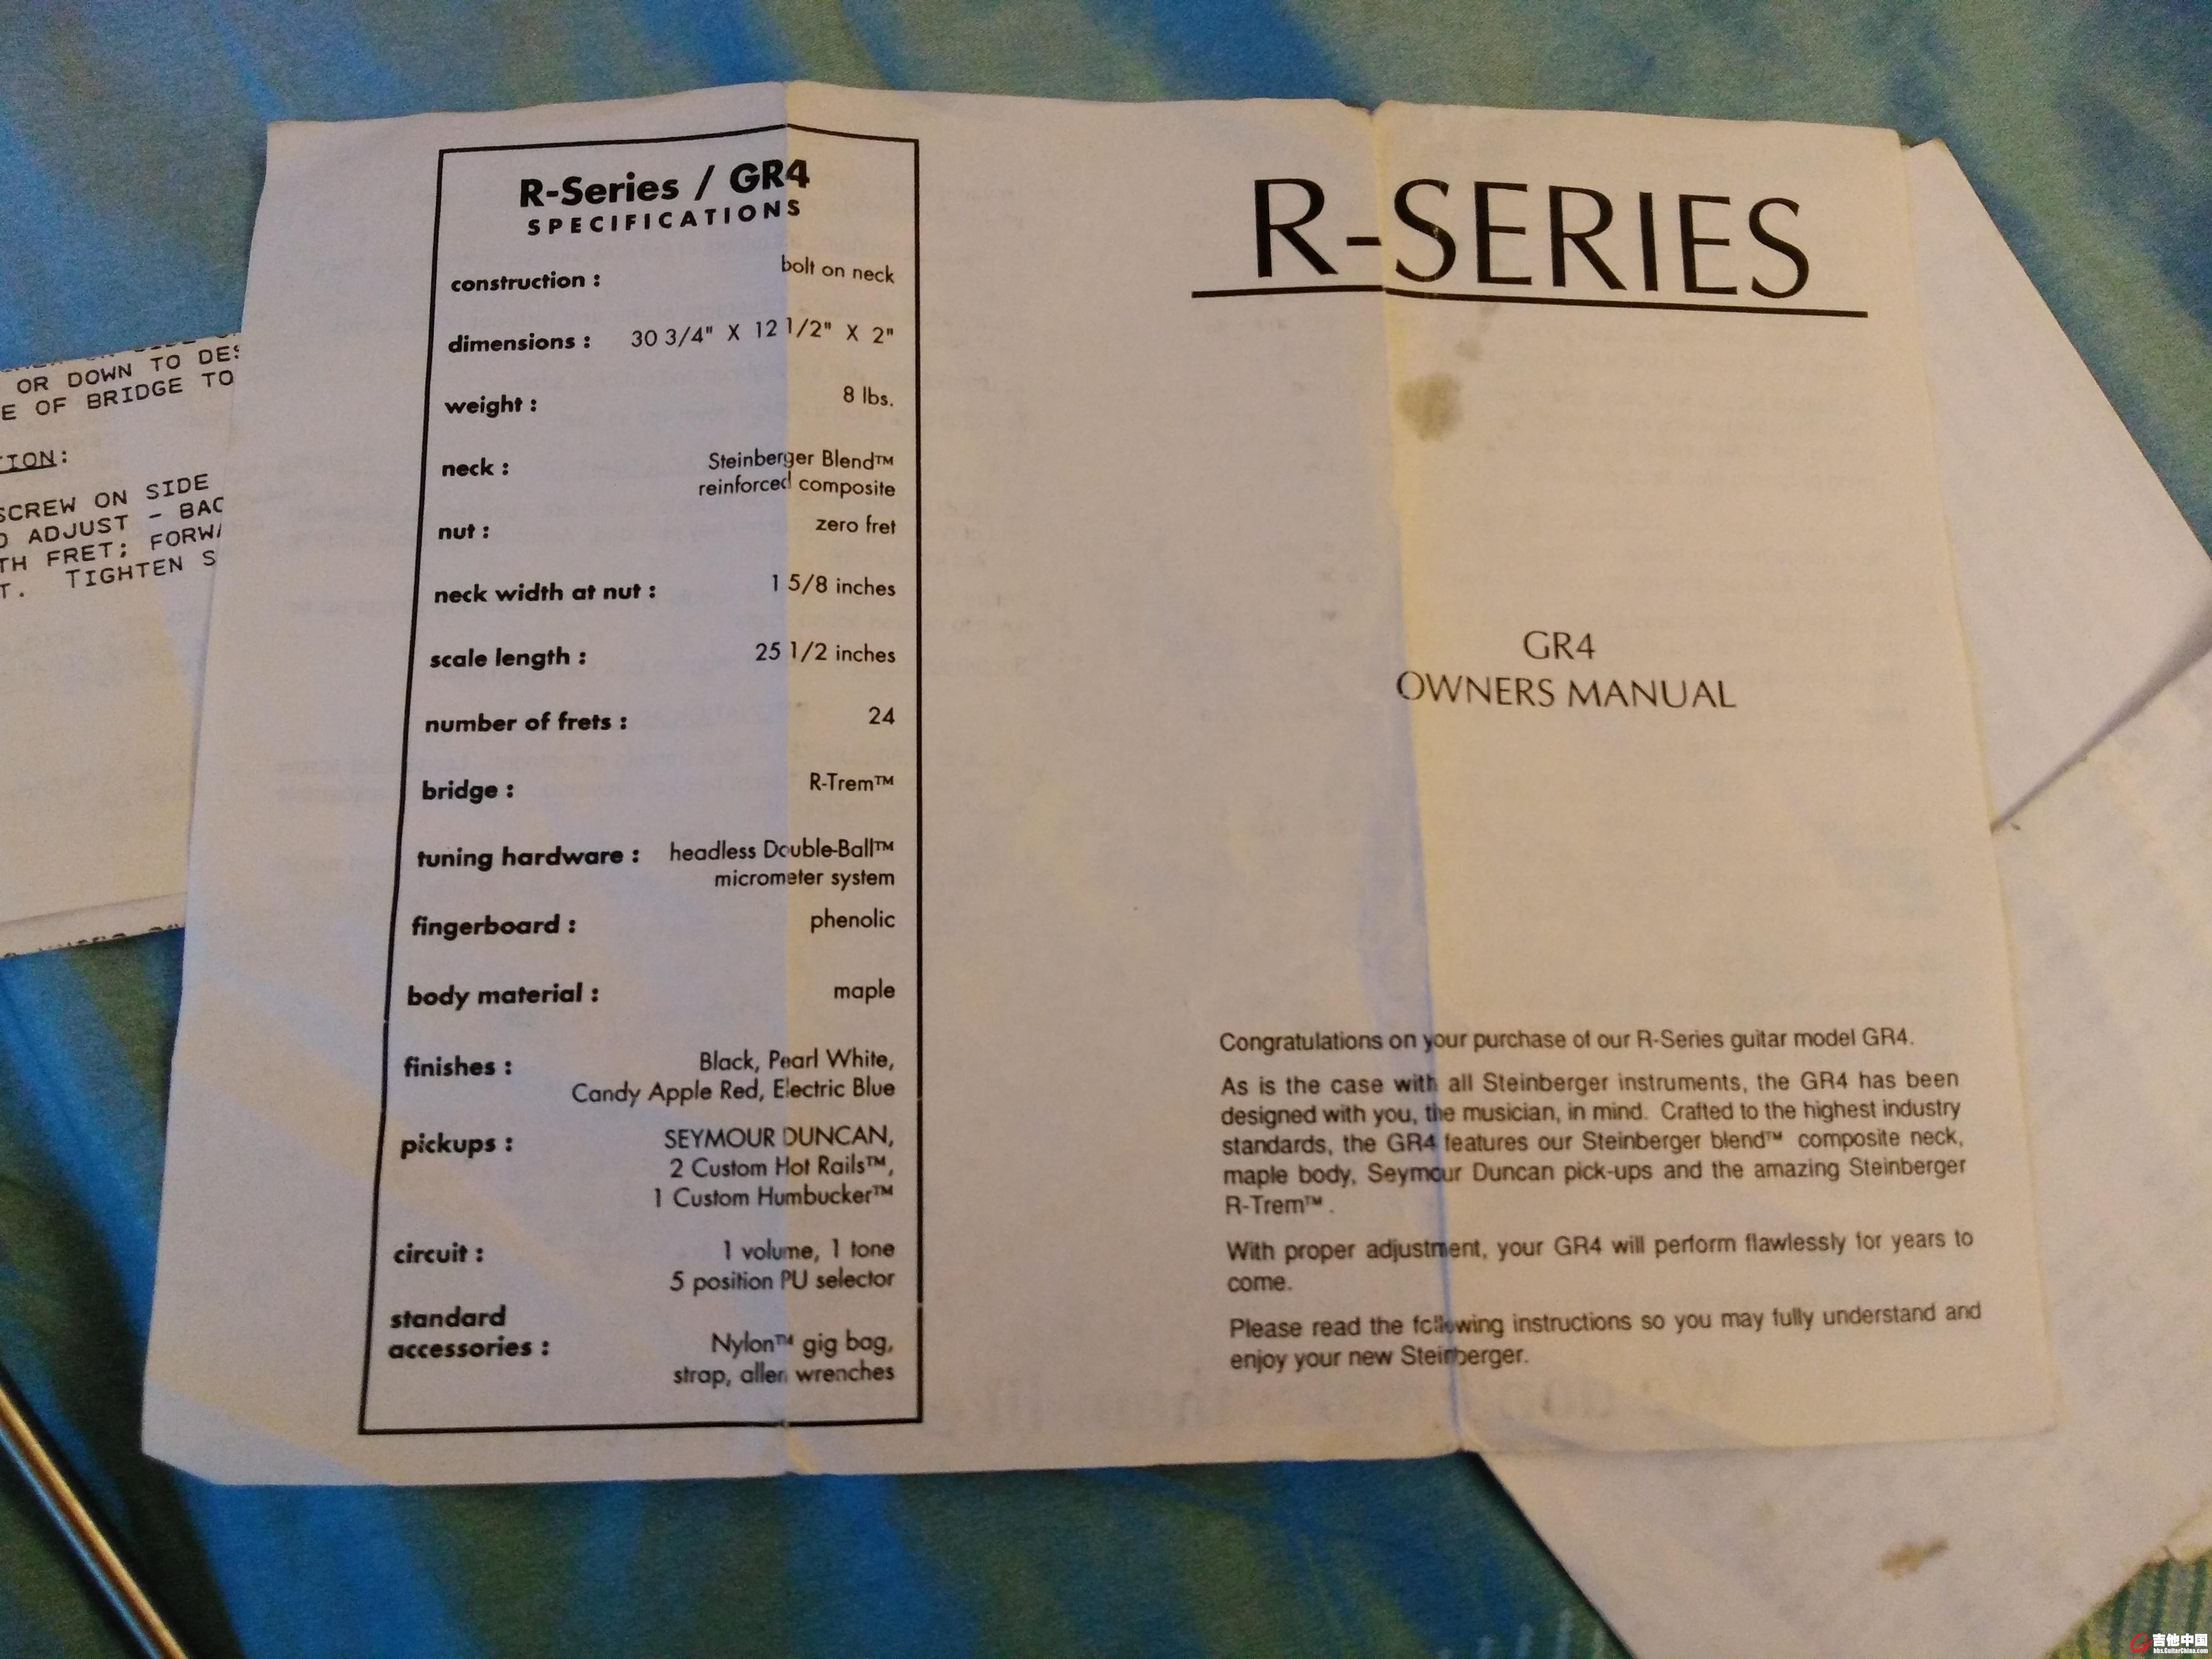 OR DOWN TO DES
E OF BRIDGE TO
TION:
SCREW ON SIDE
O ADJUST - BAC
TH FRET; FORWA
T. TIGHTEN S
R-Series / GR4
SPECIFICATIONS
construction : bolt on neck
dimensions : 30 3/4" X 12 1/2" X 2"
weight : 8 lbs.
neck : Steinberger Blend™
reinforced composite
nut : zero fret
neck width at nut : 1 5/8 inches
scale length : 25 1/2 inches
number of frets : 24
bridge : R-Trem™
tuning hardware : headless Double-Ball™
micrometer system
fingerboard : phenolic
body material : maple
finishes : Black, Pearl White,
Candy Apple Red, Electric Blue
pickups : SEYMOUR DUNCAN,
2 Custom Hot Rails™,
1 Custom Humbucker™
circuit : 1 volume, 1 tone
5 position PU selector
standard
accessories : Nylon™ gig bag,
strap, allen wrenches
R-SERIES
GR4
OWNERS MANUAL
Congratulations on your purchase of our R-Series guitar model GR4.
As is the case with all Steinberger instruments, the GR4 has been
designed with you, the musician, in mind. Crafted to the highest industry
standards, the GR4 features our Steinberger blend™ composite neck,
maple body, Seymour Duncan pick-ups and the amazing Steinberger
R-Trem™.
With proper adjustment, your GR4 will perform flawlessly for years to
come.
Please read the following instructions so you may fully understand and
enjoy your new Steinberger.
吉他中国
bbs.GuitarChina.com